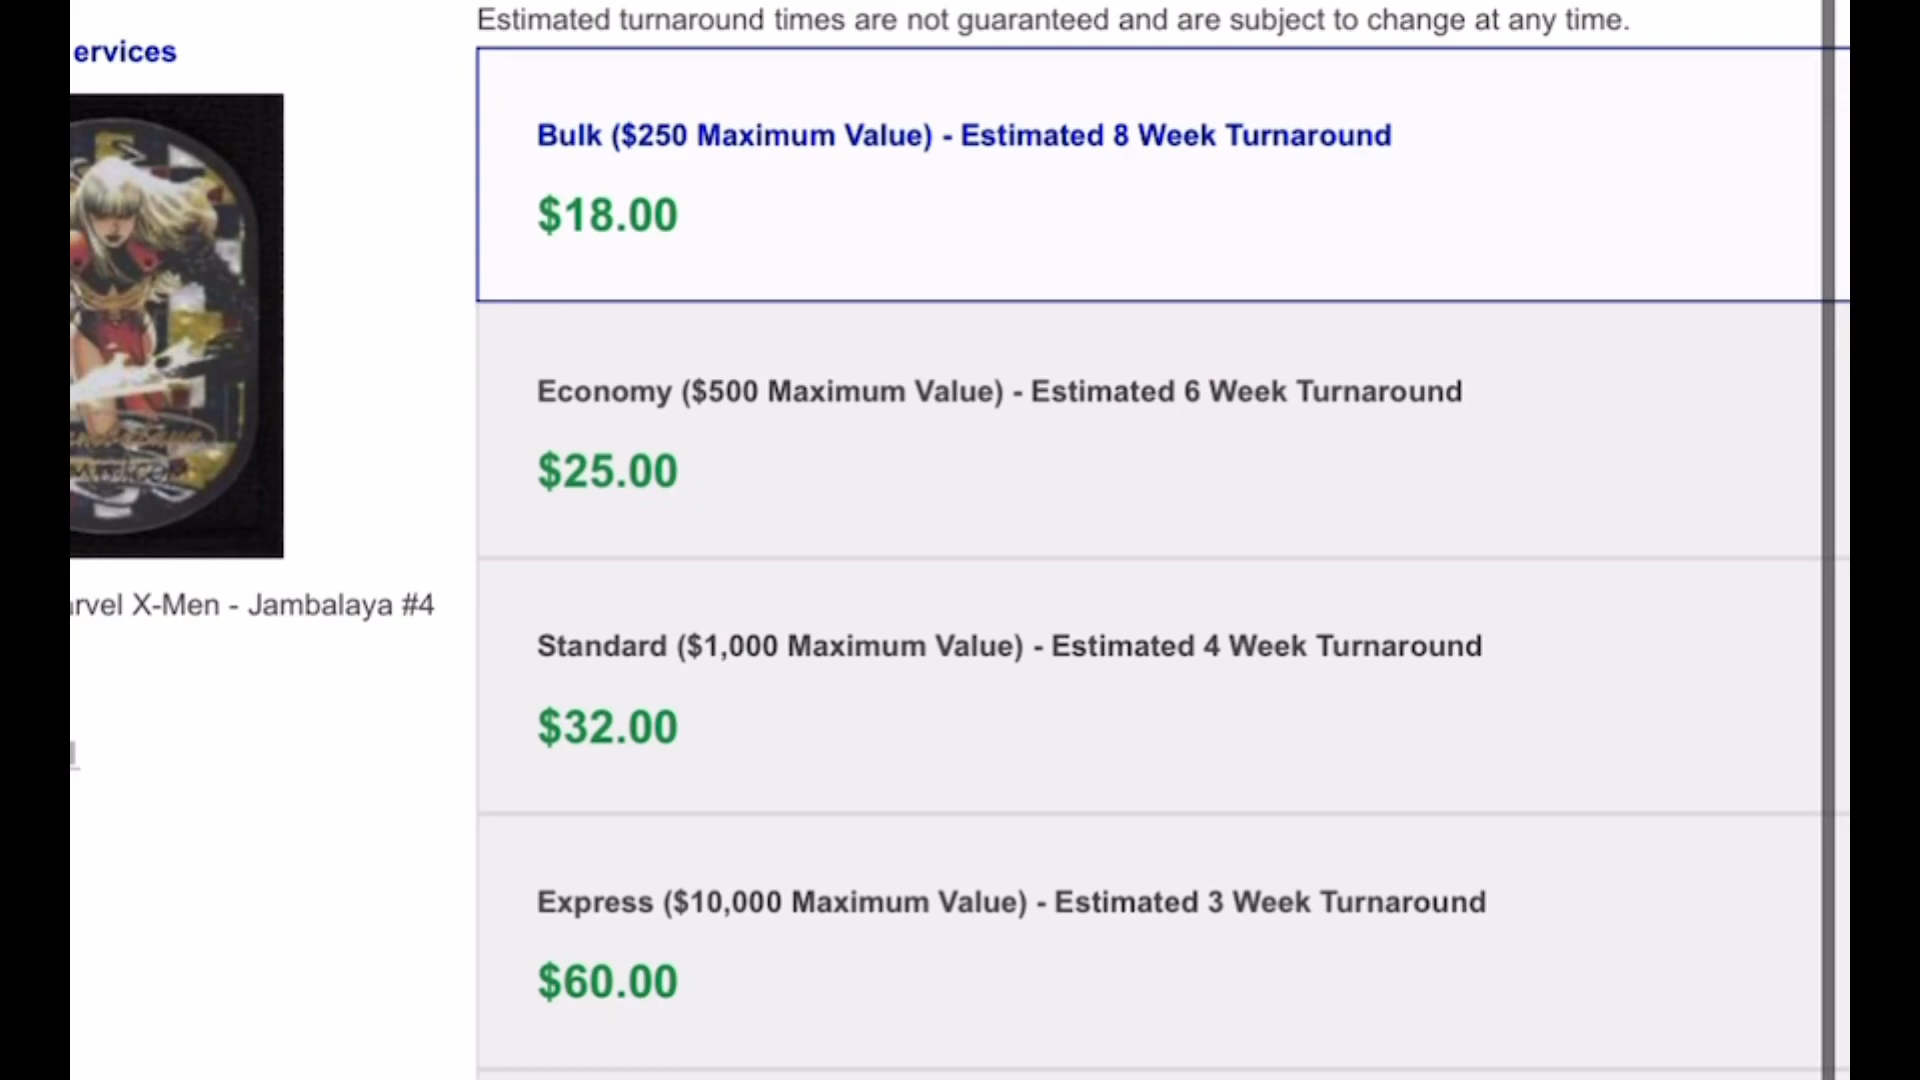 Estimated turnaround times are not guaranteed and are subject to change at any time.
ervices
Bulk ($250 Maximum Value) - Estimated 8 Week Turnaround
$18.00
Economy ($500 Maximum Value) - Estimated 6 Week Turnaround
$25.00
rvel X-Men - Jambalaya #4
Standard ($1,000 Maximum Value) - Estimated 4 Week Turnaround
$32.00
Express ($10,000 Maximum Value) - Estimated 3 Week Turnaround
$60.00